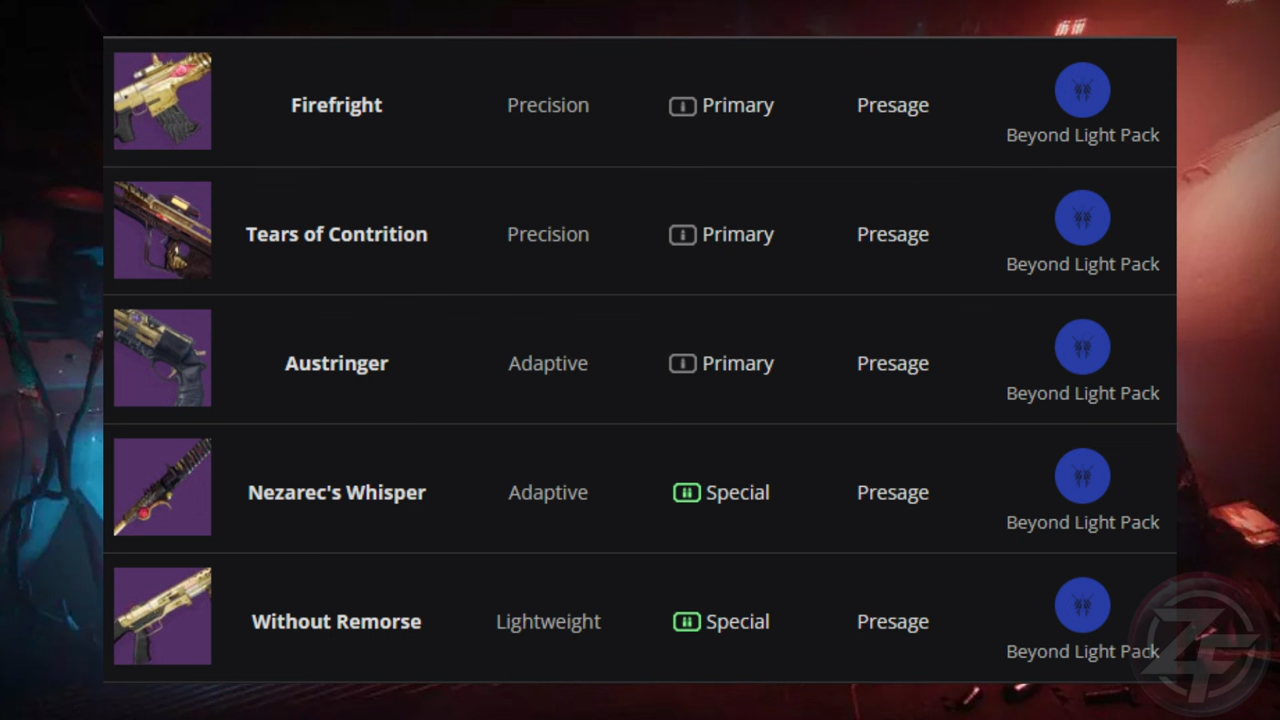 Firefright Precision Primary Presage
Beyond Light Pack
Tears of Contrition Precision Primary Presage
Beyond Light Pack
Austringer Adaptive Primary Presage
Beyond Light Pack
Nezarec's Whisper Adaptive Special Presage
Beyond Light Pack
Without Remorse Lightweight Special Presage
Beyond Light Pack